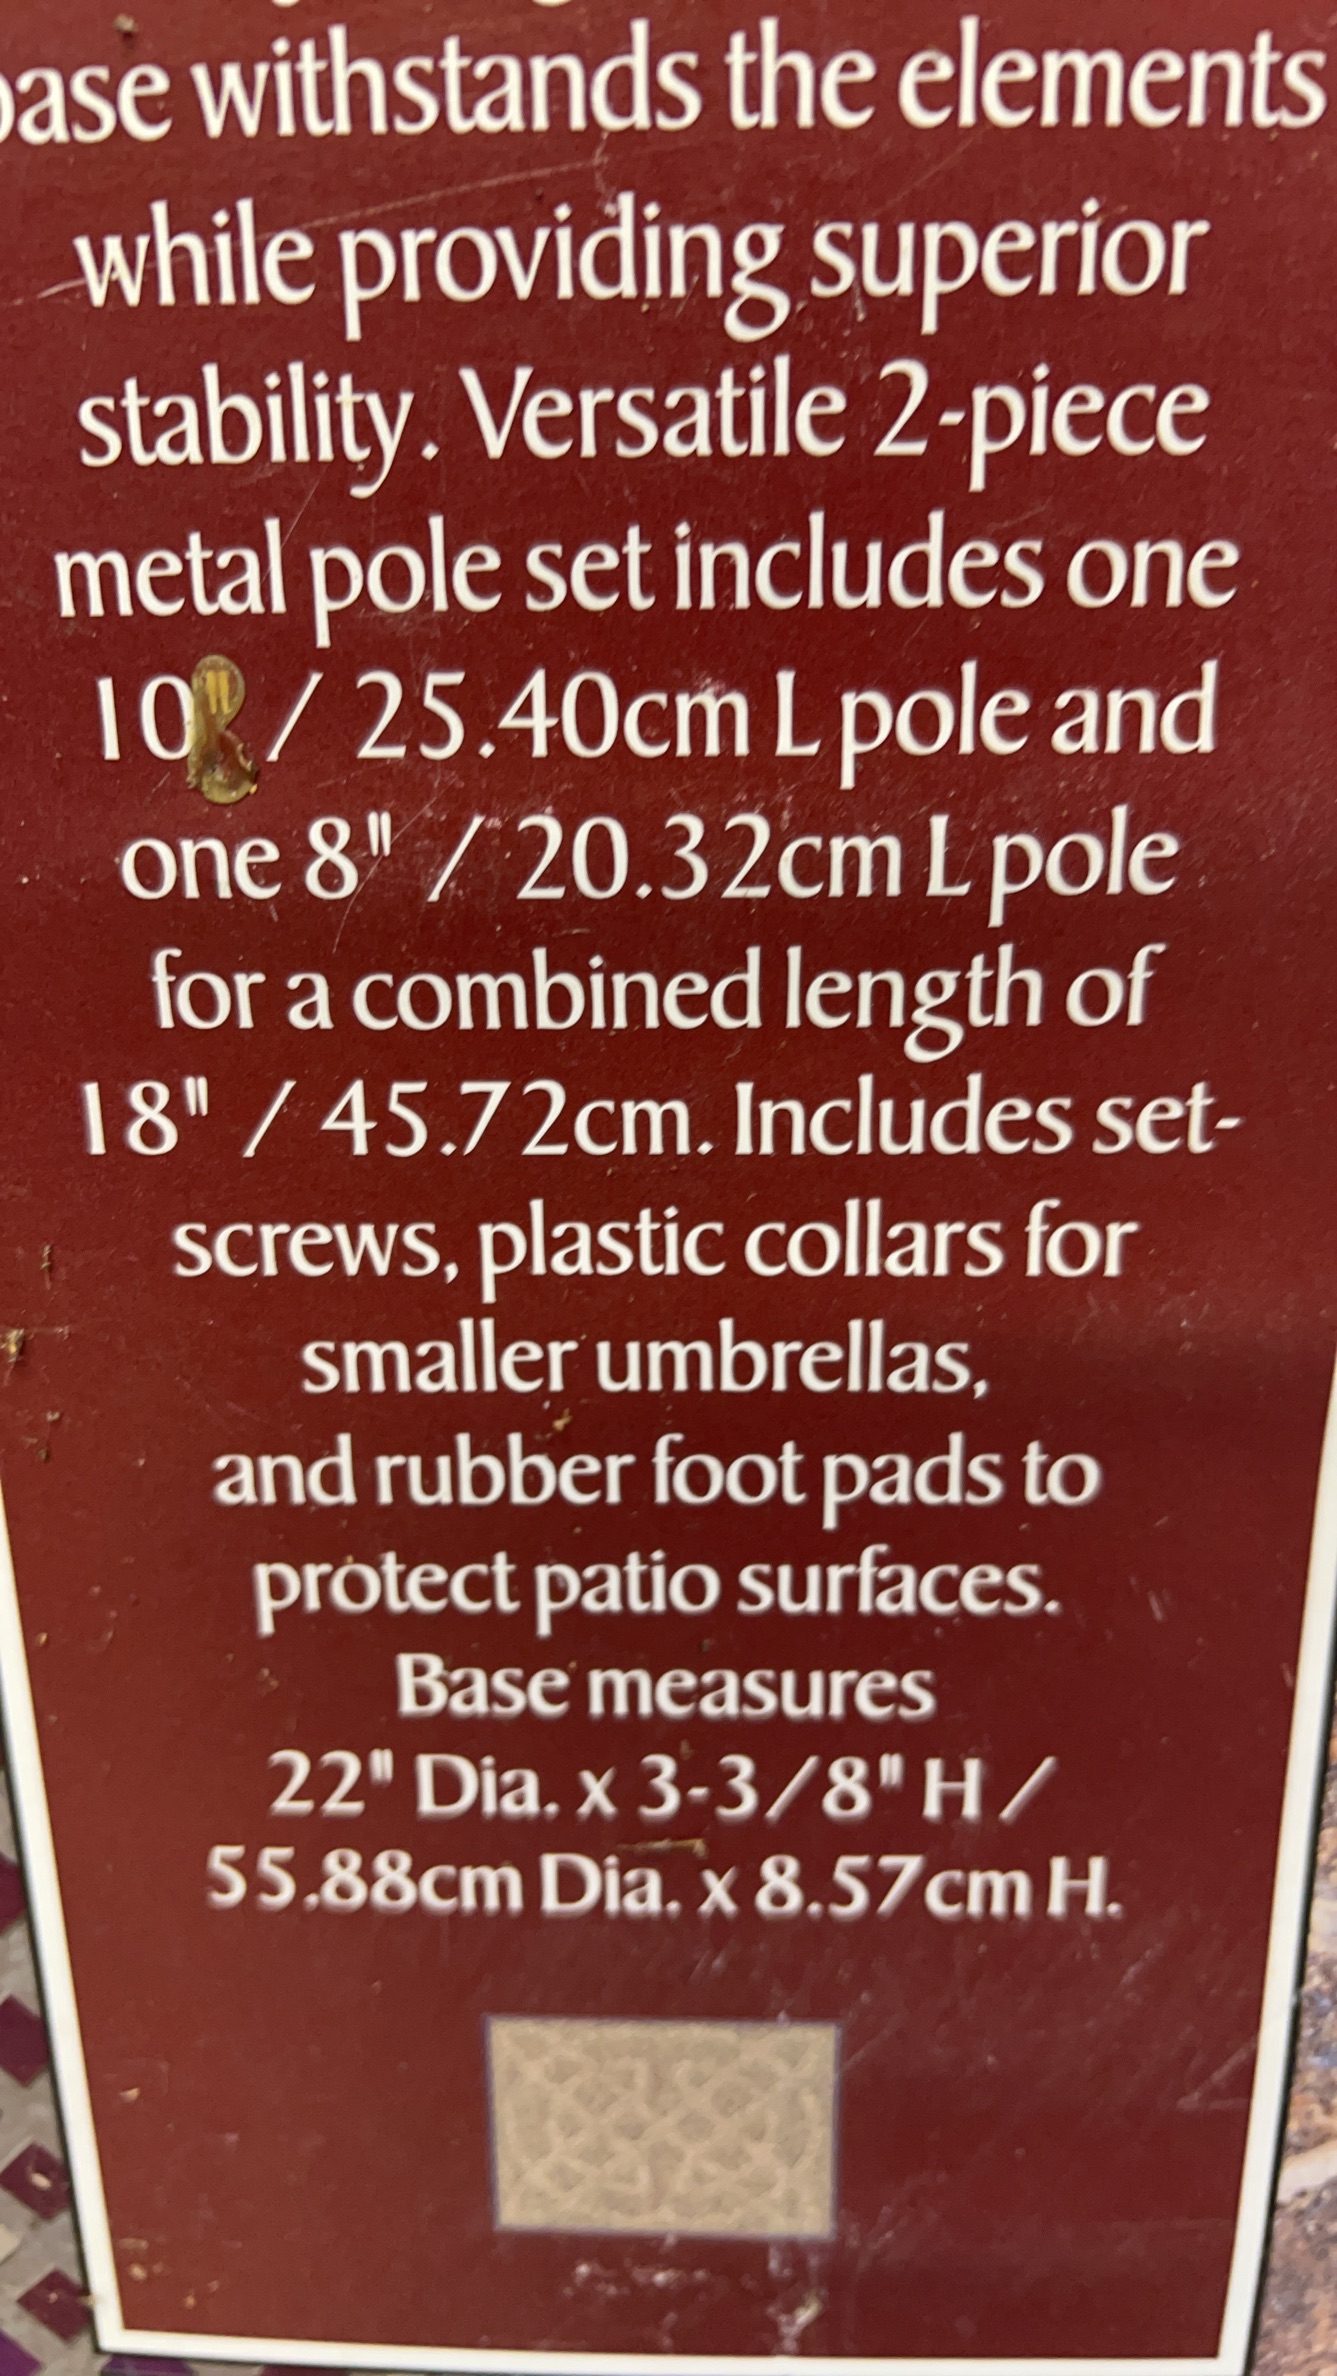 base withstands the elements
while providing superior
stability. Versatile 2-piece
metal pole set includes one
10" / 25.40cm L pole and
one 8" / 20.32cm L pole
for a combined length of
18" / 45.72cm. Includes set-
screws, plastic collars for
smaller umbrellas,
and rubber foot pads to
protect patio surfaces.
Base measures
22" Dia. x 3-3/8" H /
55.88cm Dia. x 8.57cm H.